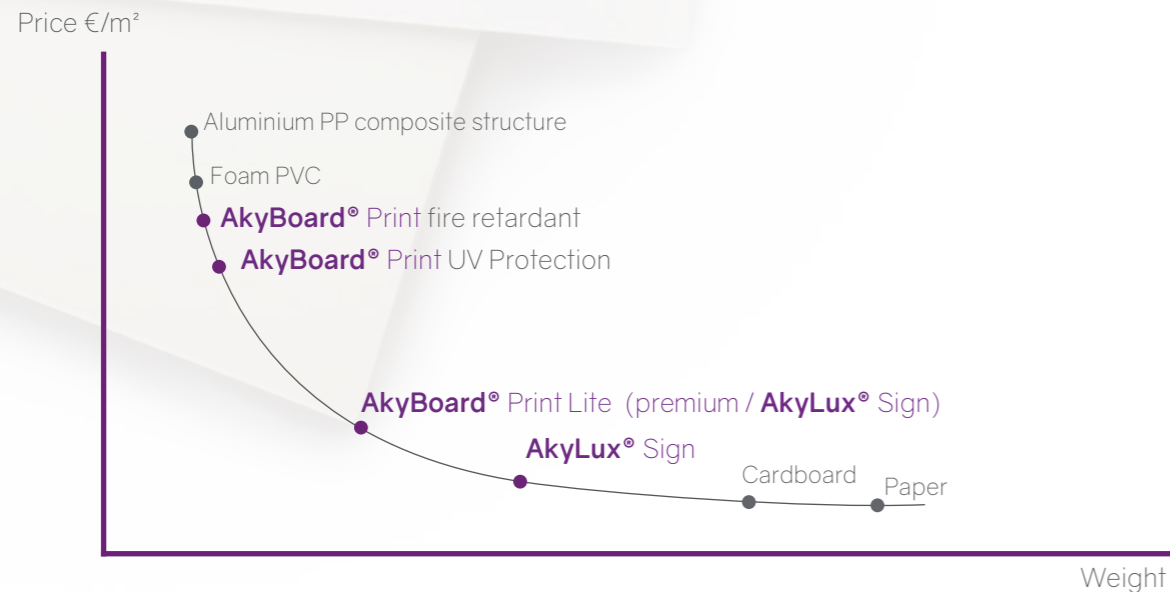 Price €/m²
Aluminium PP composite structure
Foam PVC
AkyBoard® Print fire retardant
AkyBoard® Print UV Protection
AkyBoard® Print Lite (premium / AkyLux® Sign)
AkyLux® Sign
Cardboard
Paper
Weight